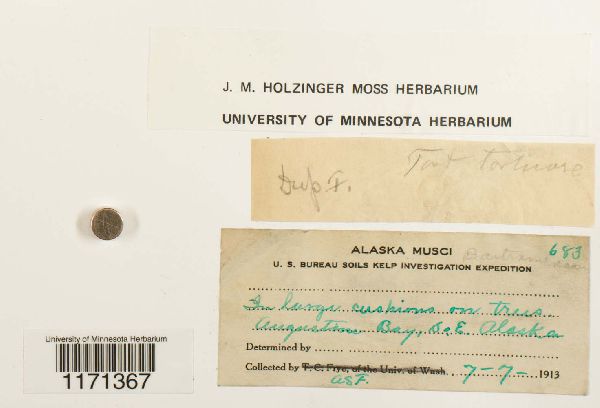 J. M. HOLZINGER MOSS HERBARIUM
UNIVERSITY OF MINNESOTA HERBARIUM
Tort tortuosa
Dup F.
ALASKA MUSCI 683
U. S. BUREAU SOILS KELP INVESTIGATION EXPEDITION
In large cushions on trees
Augustine Bay, S.E. Alaska
Determined by
Collected by T. C. Frye, of the Univ. of Wash. 7-7- 1913
A.S.F.
University of Minnesota Herbarium
1171367